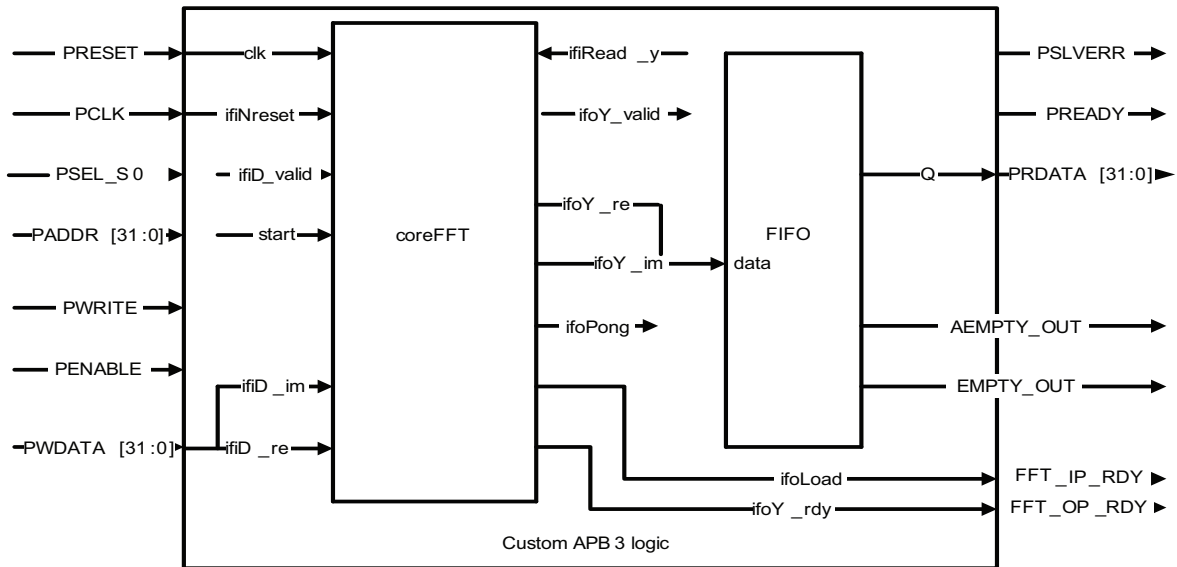 PRESET
clk
ifiRead _y
PSLVERR
PCLK
ifiNreset
ifoY_valid
PREADY
PSEL_S 0
ifiD_valid
Q
PRDATA [31:0]
ifoY _re
PADDR [31:0]
start
coreFFT
FIFO
ifoY _im
data
PWRITE
ifoPong
AEMPTY_OUT
PENABLE
ifiD _im
EMPTY_OUT
PWDATA [31:0]
ifiD _re
ifoLoad
FFT _IP _RDY
ifoY _rdy
FFT _OP _RDY
Custom APB 3 logic